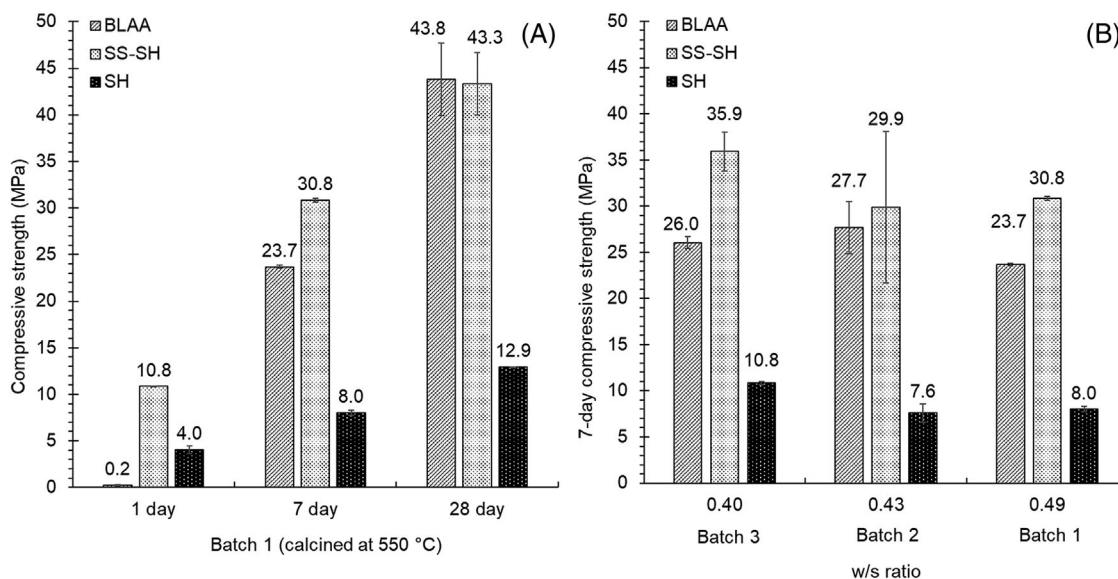 (A)
BLAA
SS-SH
SH
Compressive strength (MPa)
50
45
40
35
30
25
20
15
10
5
0
0.2
10.8
4.0
23.7
30.8
8.0
43.8
43.3
12.9
1 day
7 day
28 day
Batch 1 (calcined at 550 °C)
(B)
BLAA
SS-SH
SH
7-day compressive strength (MPa)
50
45
40
35
30
25
20
15
10
5
0
26.0
35.9
10.8
27.7
29.9
7.6
23.7
30.8
8.0
0.40
0.43
0.49
Batch 3
Batch 2
Batch 1
w/s ratio